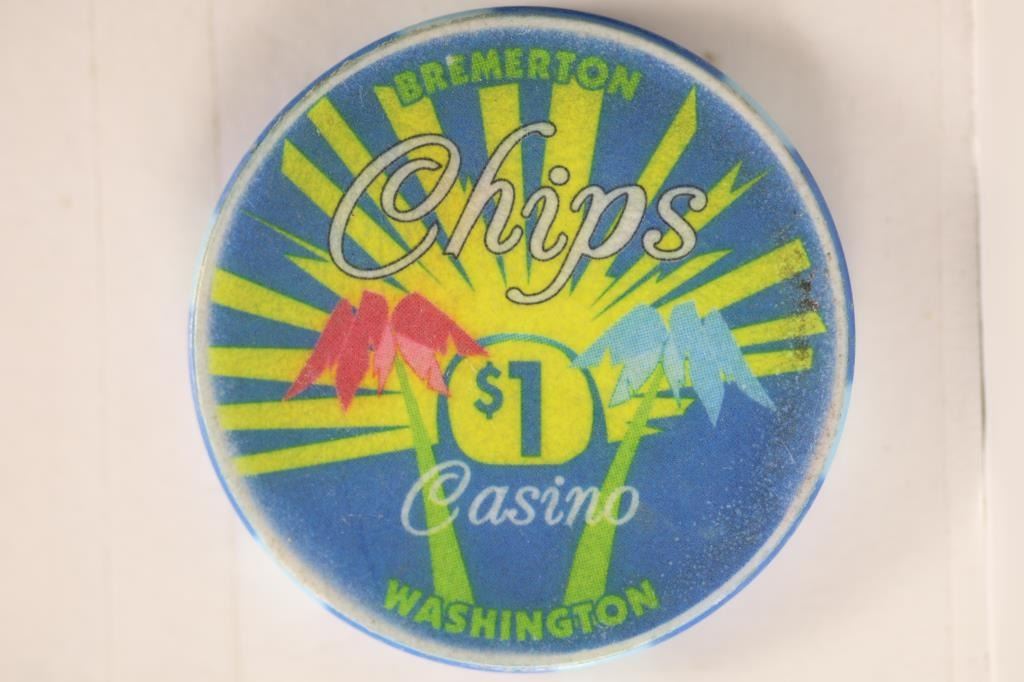 BREMERTON
Chips
$1
Casino
WASHINGTON